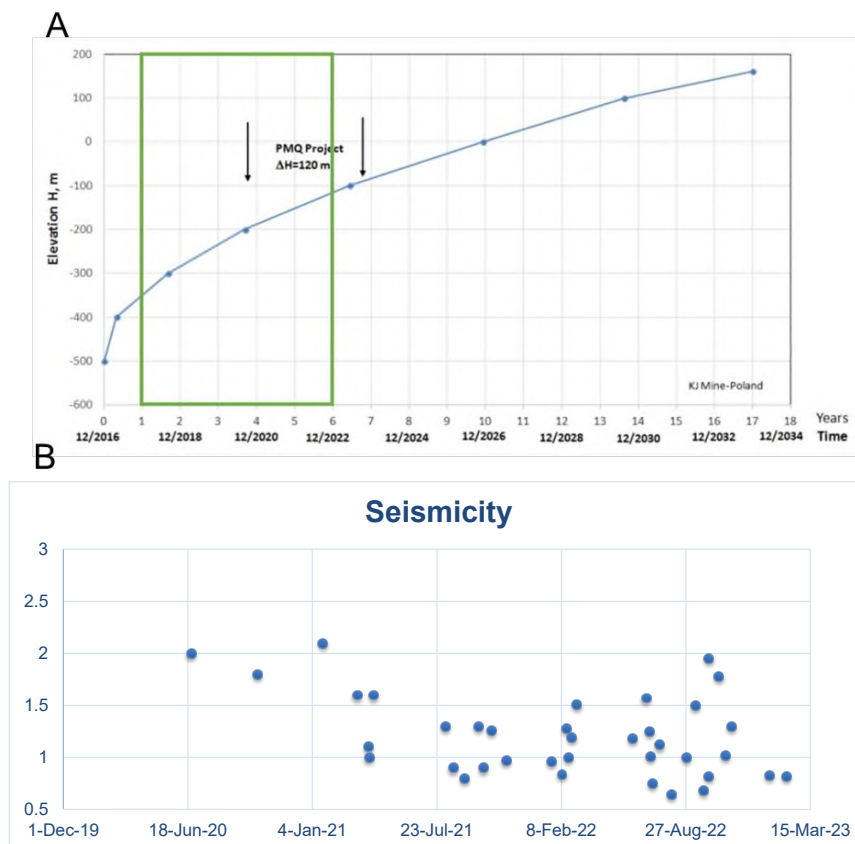 A
200
100
0
-100
-200
-300
-400
-500
-600
Elevation H, m
PMQ Project
ΔH=120 m
KJ Mine-Poland
0 1 2 3 4 5 6 7 8 9 10 11 12 13 14 15 16 17 18 Years
12/2016 12/2018 12/2020 12/2022 12/2024 12/2026 12/2028 12/2030 12/2032 12/2034 Time
B
Seismicity
3
2.5
2
1.5
1
0.5
1-Dec-19 18-Jun-20 4-Jan-21 23-Jul-21 8-Feb-22 27-Aug-22 15-Mar-23